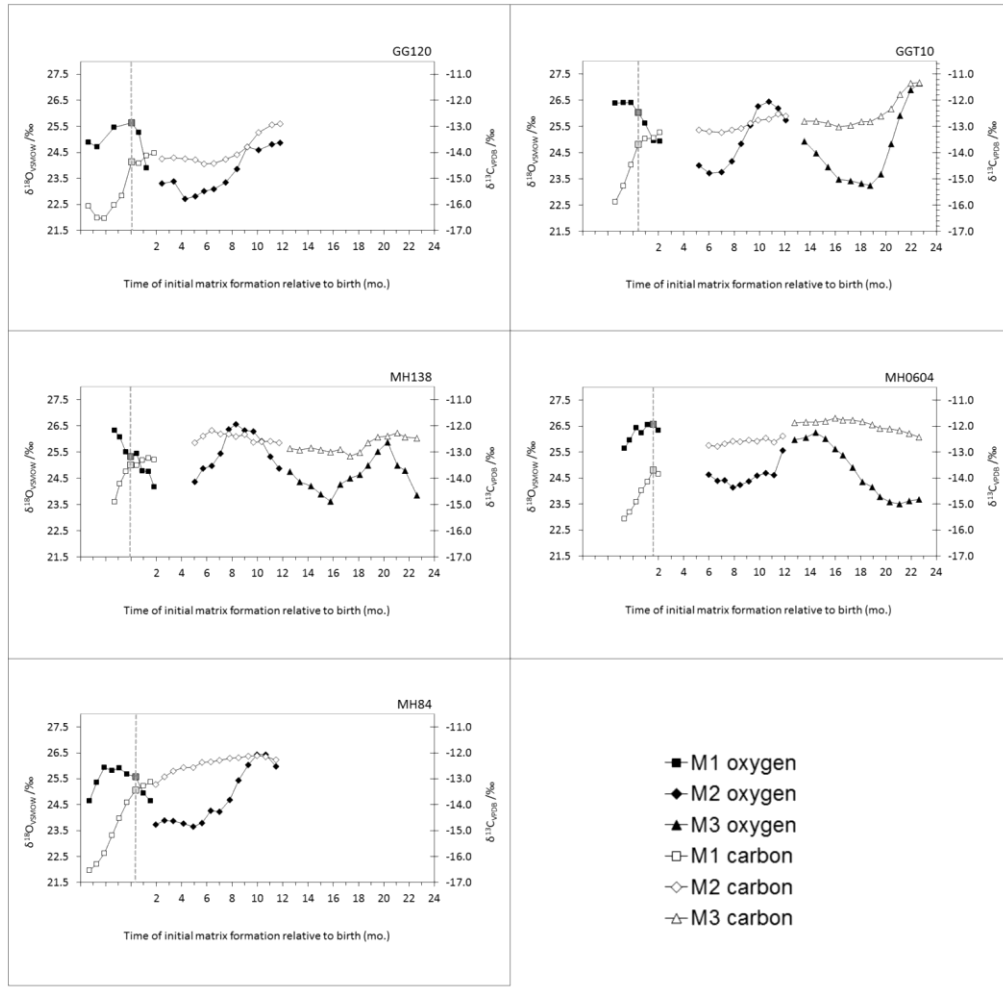 GG120
27.5 26.5 25.5 24.5 23.5 22.5 21.5
δ¹⁸O_VSMOW /‰
-11.0 -12.0 -13.0 -14.0 -15.0 -16.0 -17.0
δ¹³C_VPDB /‰
2 4 6 8 10 12 14 16 18 20 22 24
Time of initial matrix formation relative to birth (mo.)
GGT10
27.5 26.5 25.5 24.5 23.5 22.5 21.5
δ¹⁸O_VSMOW /‰
-11.0 -12.0 -13.0 -14.0 -15.0 -16.0 -17.0
δ¹³C_VPDB /‰
2 4 6 8 10 12 14 16 18 20 22 24
Time of initial matrix formation relative to birth (mo.)
MH138
27.5 26.5 25.5 24.5 23.5 22.5 21.5
δ¹⁸O_VSMOW /‰
-11.0 -12.0 -13.0 -14.0 -15.0 -16.0 -17.0
δ¹³C_VPDB /‰
2 4 6 8 10 12 14 16 18 20 22 24
Time of initial matrix formation relative to birth (mo.)
MH0604
27.5 26.5 25.5 24.5 23.5 22.5 21.5
δ¹⁸O_VSMOW /‰
-11.0 -12.0 -13.0 -14.0 -15.0 -16.0 -17.0
δ¹³C_VPDB /‰
2 4 6 8 10 12 14 16 18 20 22 24
Time of initial matrix formation relative to birth (mo.)
MH84
27.5 26.5 25.5 24.5 23.5 22.5 21.5
δ¹⁸O_VSMOW /‰
-11.0 -12.0 -13.0 -14.0 -15.0 -16.0 -17.0
δ¹³C_VPDB /‰
2 4 6 8 10 12 14 16 18 20 22 24
Time of initial matrix formation relative to birth (mo.)
M1 oxygen
M2 oxygen
M3 oxygen
M1 carbon
M2 carbon
M3 carbon